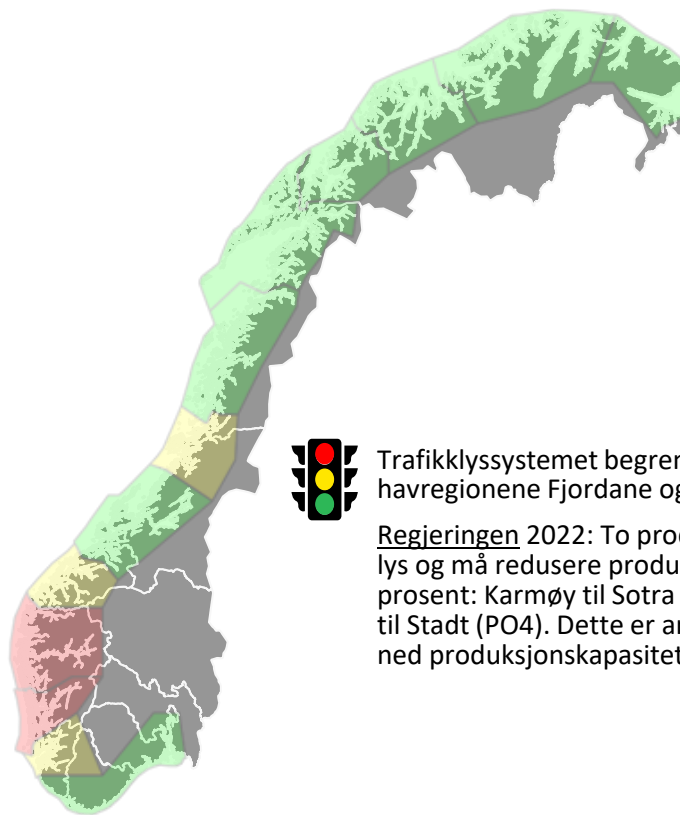 Trafikklyssystemet begrer
havregionene Fjordane og
Regjeringen 2022: To prod
lys og må redusere produ
prosent: Karmøy til Sotra
til Stadt (PO4). Dette er an
ned produksjonskapasitet